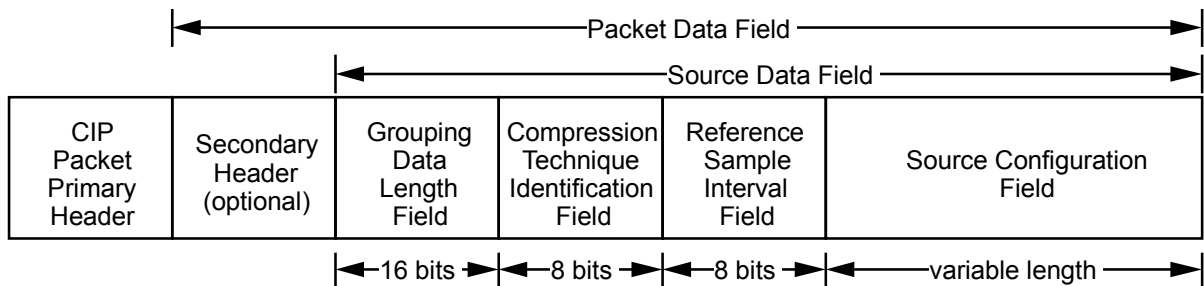 Packet Data Field
Source Data Field
CIP
Packet
Primary
Header
Secondary
Header
(optional)
Grouping
Data
Length
Field
Compression
Technique
Identification
Field
Reference
Sample
Interval
Field
Source Configuration
Field
16 bits
8 bits
8 bits
variable length